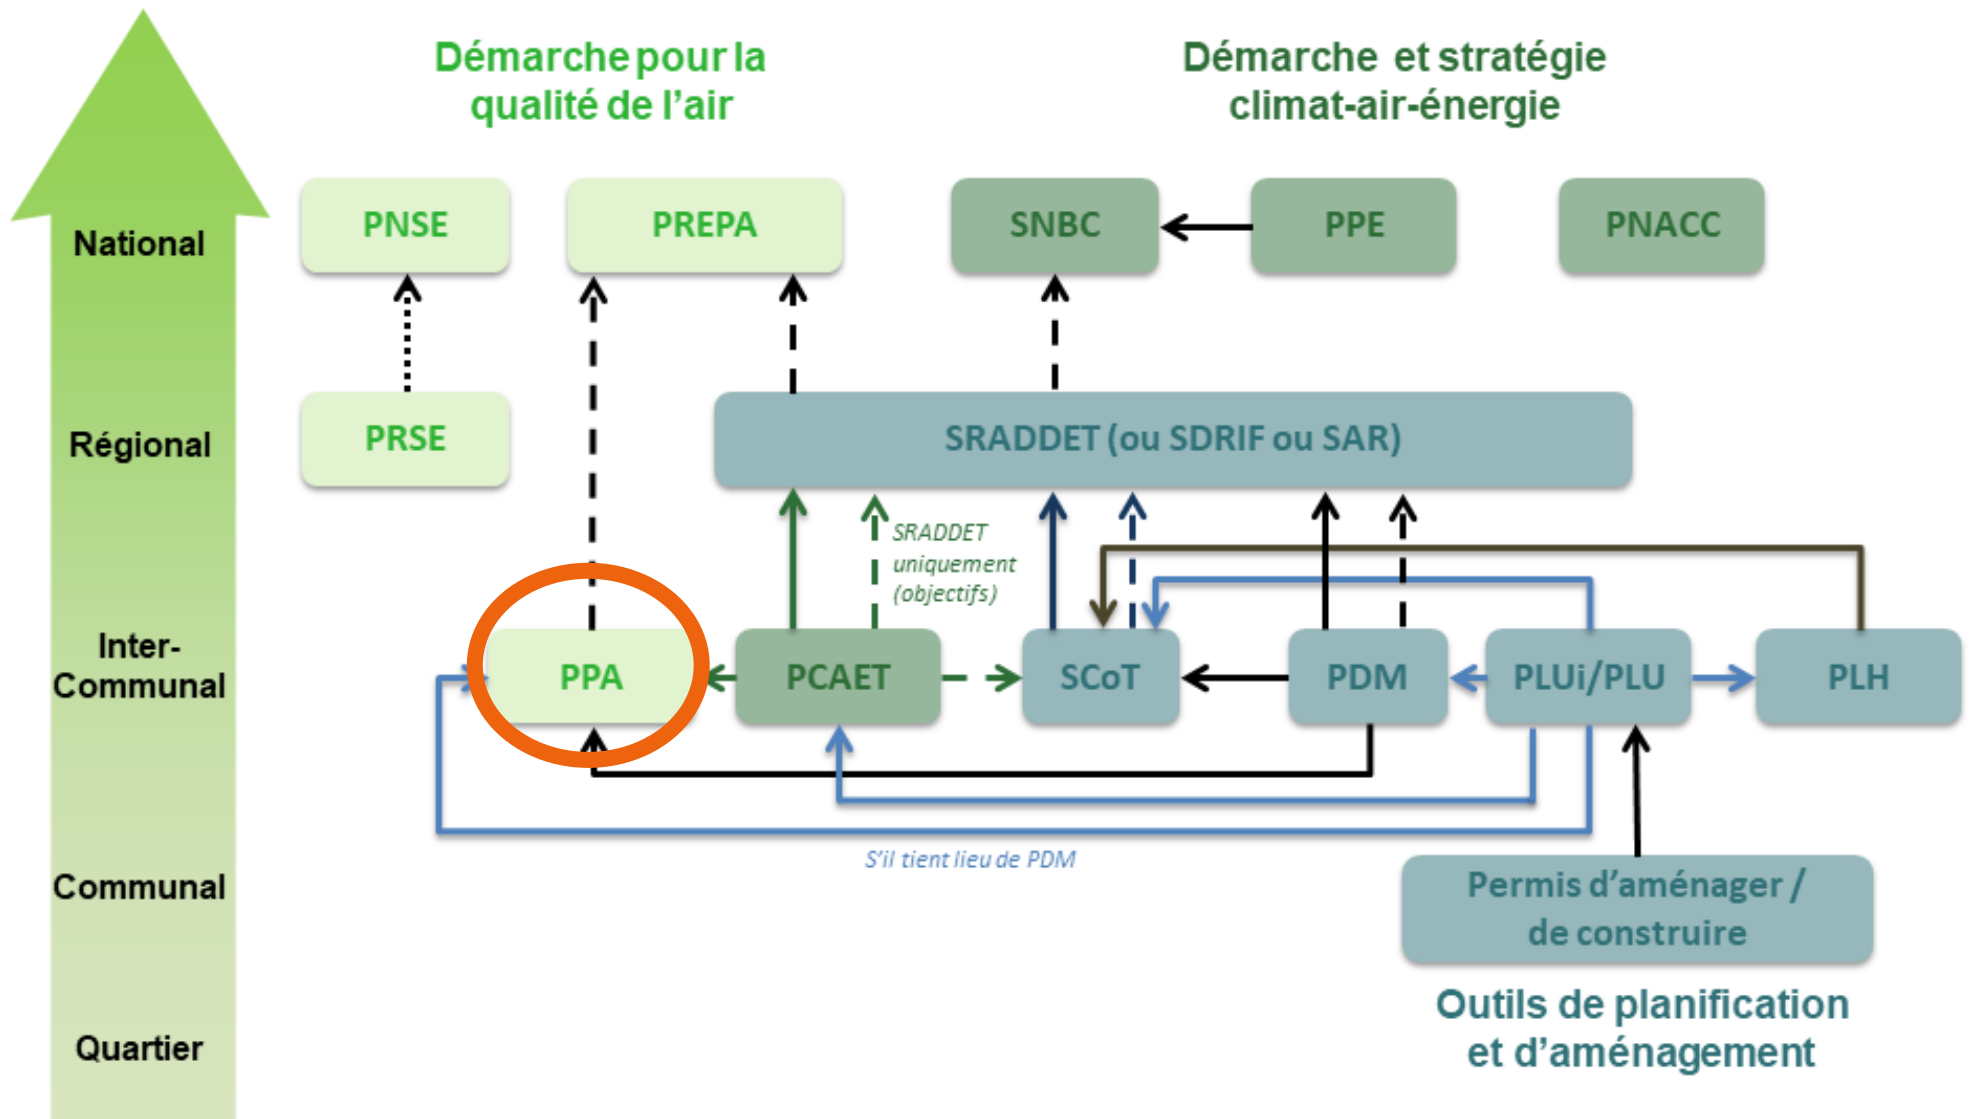 Démarche pour la
qualité de l'air
Démarche et stratégie
climat-air-énergie
National
PNSE
PREPA
SNBC
PPE
PNACC
Régional
PRSE
SRADDET (ou SDRIF ou SAR)
SRADDET
uniquement
(objectifs)
Inter-
Communal
PPA
PCAET
SCoT
PDM
PLUi/PLU
PLH
S'il tient lieu de PDM
Communal
Permis d'aménager /
de construire
Outils de planification
et d'aménagement
Quartier